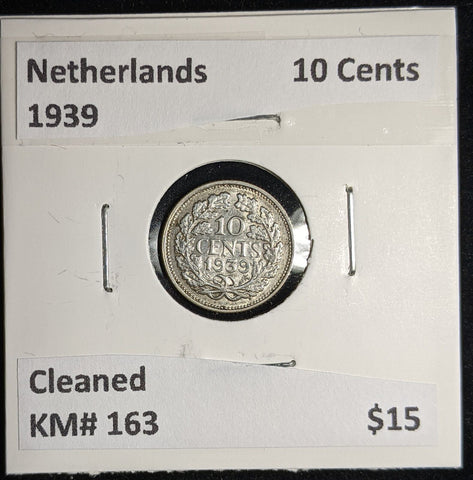 Netherlands 10 Cents
1939
10
CENTS
1939
Cleaned
KM# 163 $15